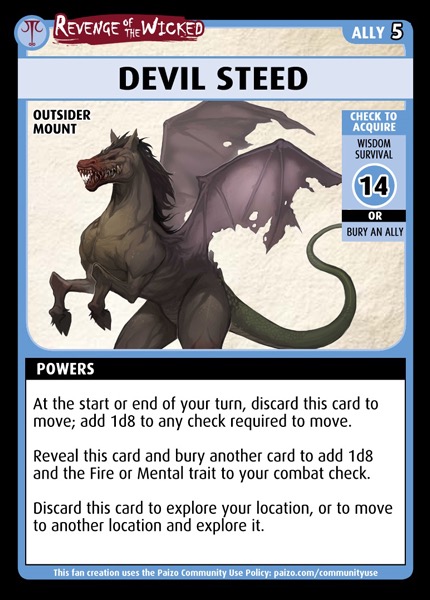 REVENGE OF THE WICKED
ALLY 5
DEVIL STEED
OUTSIDER
MOUNT
CHECK TO
ACQUIRE
WISDOM
SURVIVAL
14
OR
BURY AN ALLY
POWERS
At the start or end of your turn, discard this card to
move; add 1d8 to any check required to move.
Reveal this card and bury another card to add 1d8
and the Fire or Mental trait to your combat check.
Discard this card to explore your location, or to move
to another location and explore it.
This fan creation uses the Paizo Community Use Policy: paizo.com/communityuse